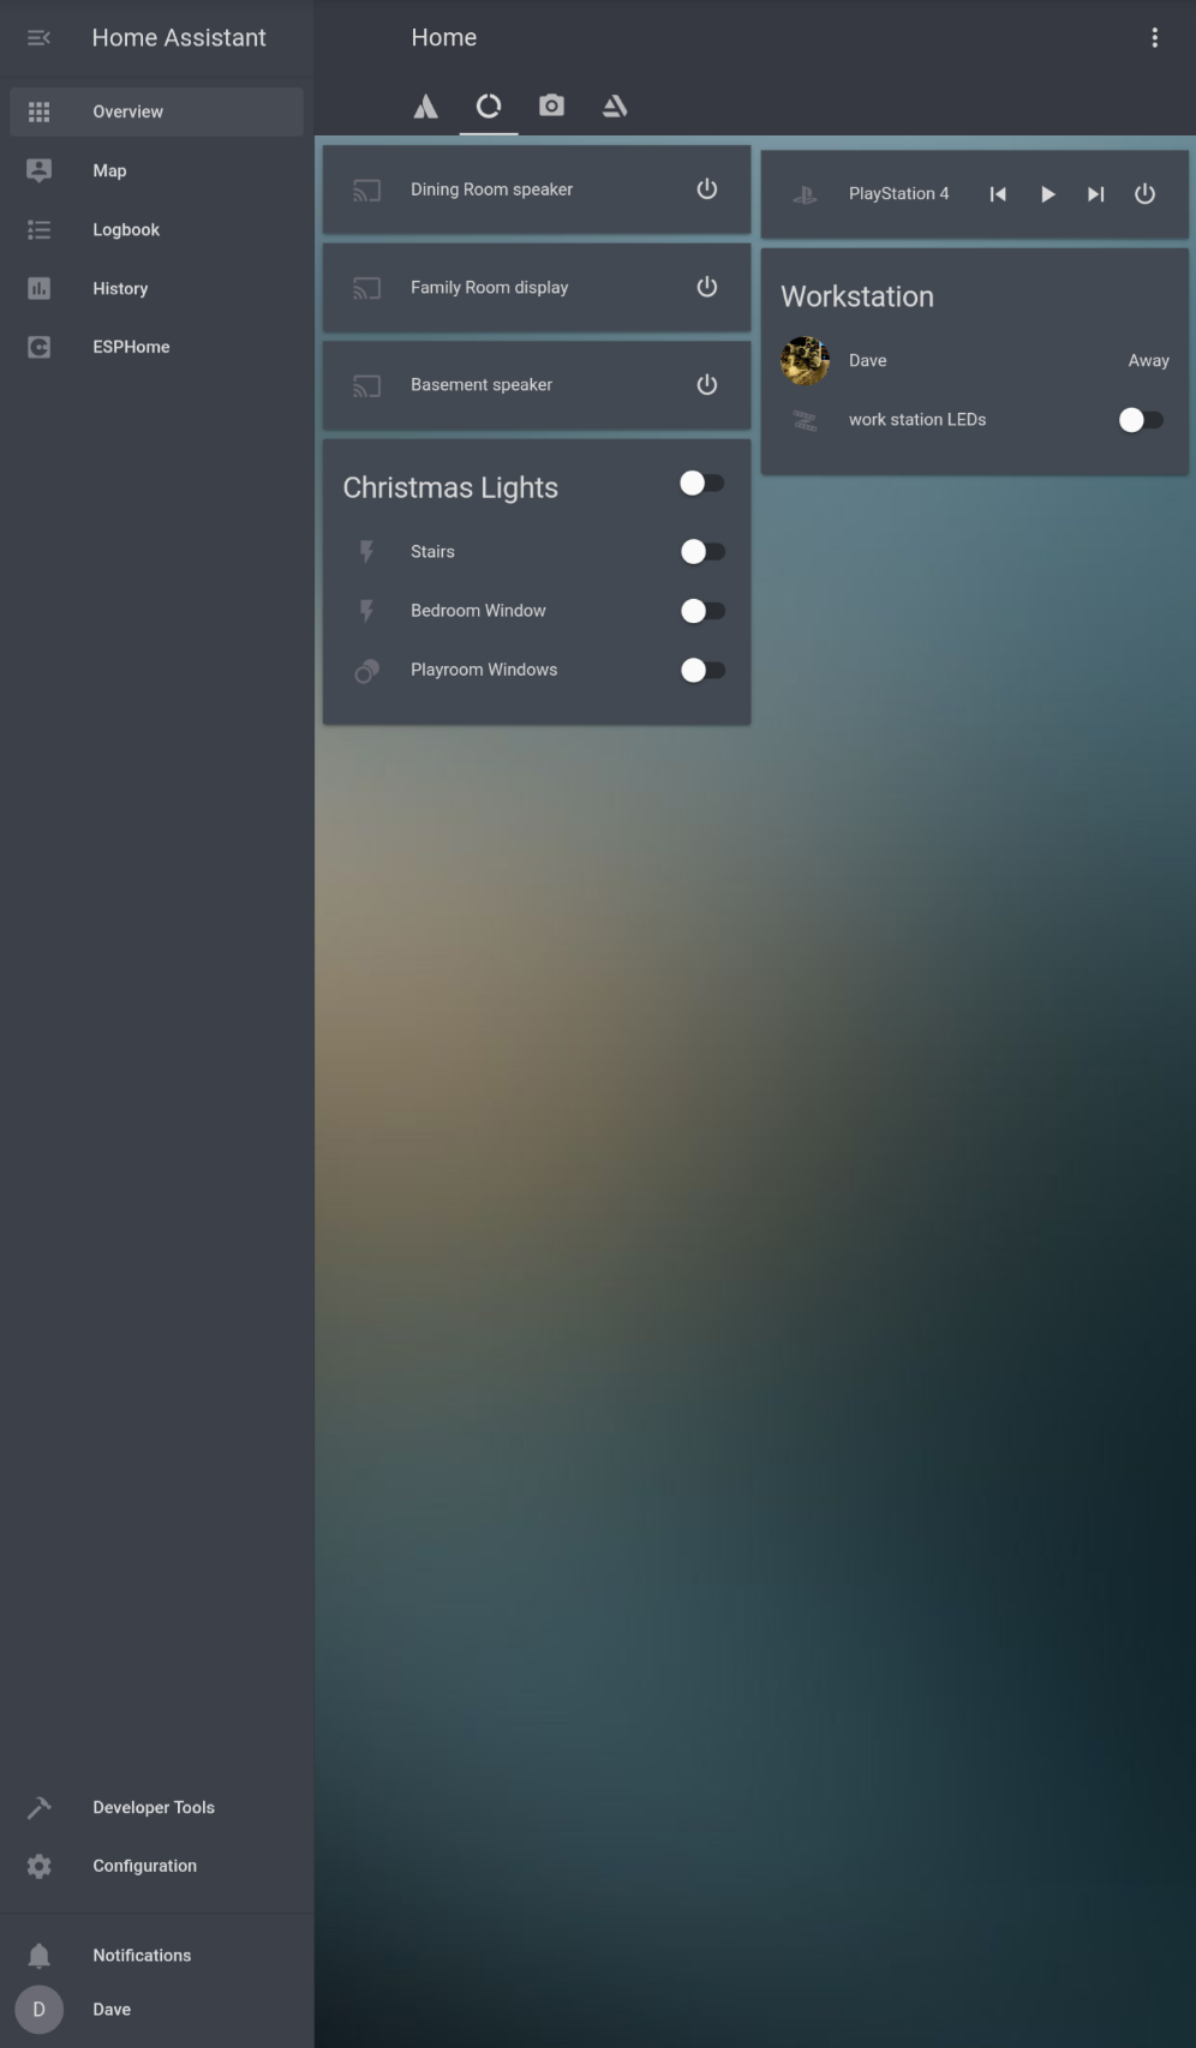 Home Assistant
Overview
Map
Logbook
History
ESPHome
Developer Tools
Configuration
Notifications
D
Dave
Home
Dining Room speaker
Family Room display
Basement speaker
Christmas Lights
Stairs
Bedroom Window
Playroom Windows
PlayStation 4
Workstation
Dave Away
work station LEDs